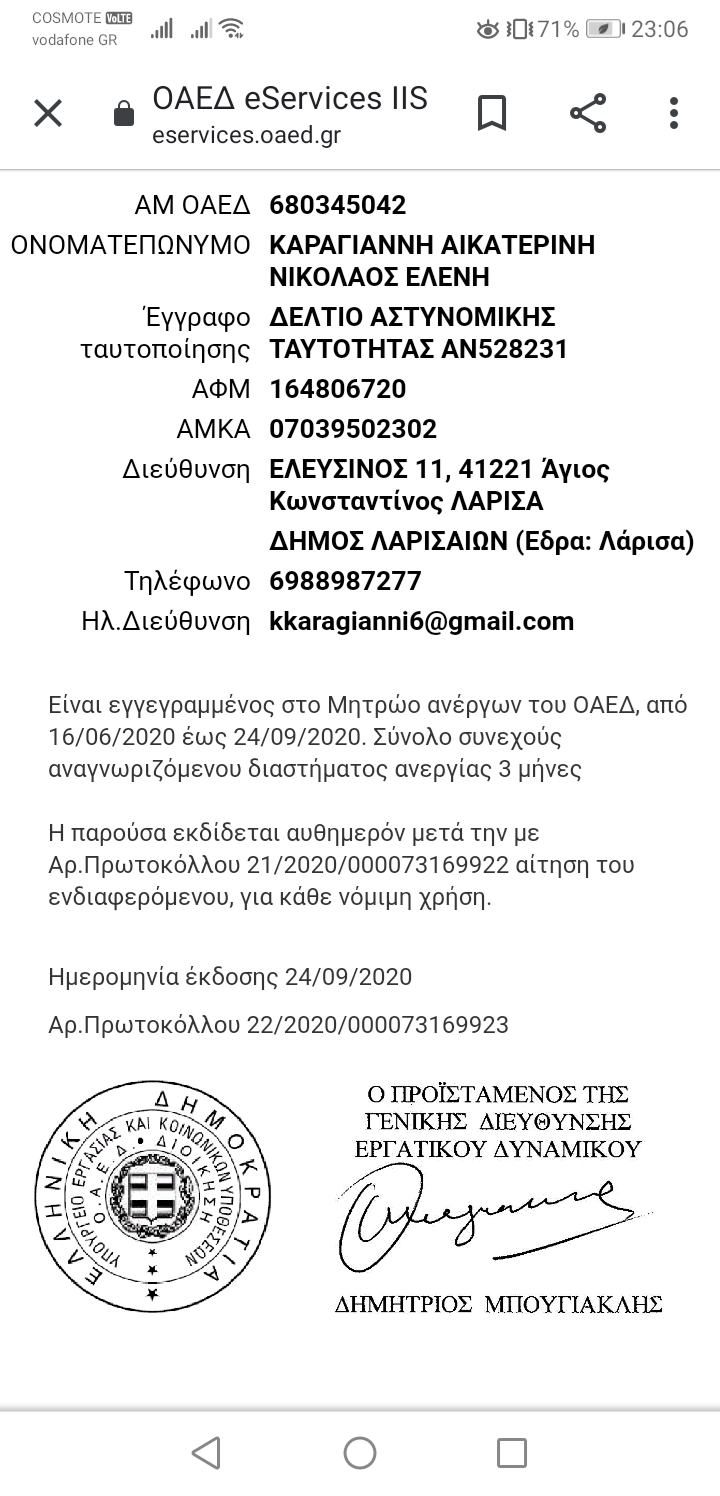 COSMOTE VoLTE
vodafone GR
71% 23:06
ΟΑΕΔ eServices IIS
eservices.oaed.gr
ΑΜ ΟΑΕΔ 680345042
ΟΝΟΜΑΤΕΠΩΝΥΜΟ ΚΑΡΑΓΙΑΝΝΗ ΑΙΚΑΤΕΡΙΝΗ
ΝΙΚΟΛΑΟΣ ΕΛΕΝΗ
Έγγραφο ΔΕΛΤΙΟ ΑΣΤΥΝΟΜΙΚΗΣ
ταυτοποίησης ΤΑΥΤΟΤΗΤΑΣ ΑΝ528231
ΑΦΜ 164806720
ΑΜΚΑ 07039502302
Διεύθυνση ΕΛΕΥΣΙΝΟΣ 11, 41221 Άγιος
Κωνσταντίνος ΛΑΡΙΣΑ
ΔΗΜΟΣ ΛΑΡΙΣΑΙΩΝ (Εδρα: Λάρισα)
Τηλέφωνο 6988987277
Ηλ.Διεύθυνση kkaragianni6@gmail.com
Είναι εγγεγραμμένος στο Μητρώο ανέργων του ΟΑΕΔ, από
16/06/2020 έως 24/09/2020. Σύνολο συνεχούς
αναγνωριζόμενου διαστήματος ανεργίας 3 μήνες
Η παρούσα εκδίδεται αυθημερόν μετά την με
Αρ.Πρωτοκόλλου 21/2020/000073169922 αίτηση του
ενδιαφερόμενου, για κάθε νόμιμη χρήση.
Ημερομηνία έκδοσης 24/09/2020
Αρ.Πρωτοκόλλου 22/2020/000073169923
ΕΛΛΗΝΙΚΗ ΔΗΜΟΚΡΑΤΙΑ
ΥΠΟΥΡΓΕΙΟ ΕΡΓΑΣΙΑΣ ΚΑΙ ΚΟΙΝΩΝΙΚΩΝ ΥΠΟΘΕΣΕΩΝ
Ο.Α.Ε.Δ. • ΔΙΟΙΚΗΣΗ
Ο ΠΡΟΪΣΤΑΜΕΝΟΣ ΤΗΣ
ΓΕΝΙΚΗΣ ΔΙΕΥΘΥΝΣΗΣ
ΕΡΓΑΤΙΚΟΥ ΔΥΝΑΜΙΚΟΥ
ΔΗΜΗΤΡΙΟΣ ΜΠΟΥΓΙΑΚΛΗΣ